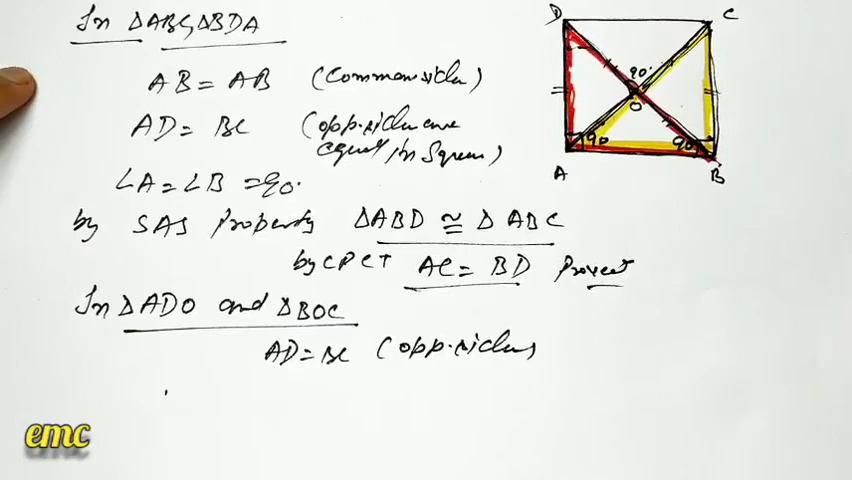 In ΔABC, ΔBDA
AB = AB (Common side)
AD = BC (opp. sides are
equal in Square)
∠A = ∠B = 90°
by SAS Property ΔABD ≅ ΔABC
by CPCT AC = BD Proved
In ΔADO and ΔBOC
AD = BC (opp. sides)
D C
90°
O
90 90
A B
emc